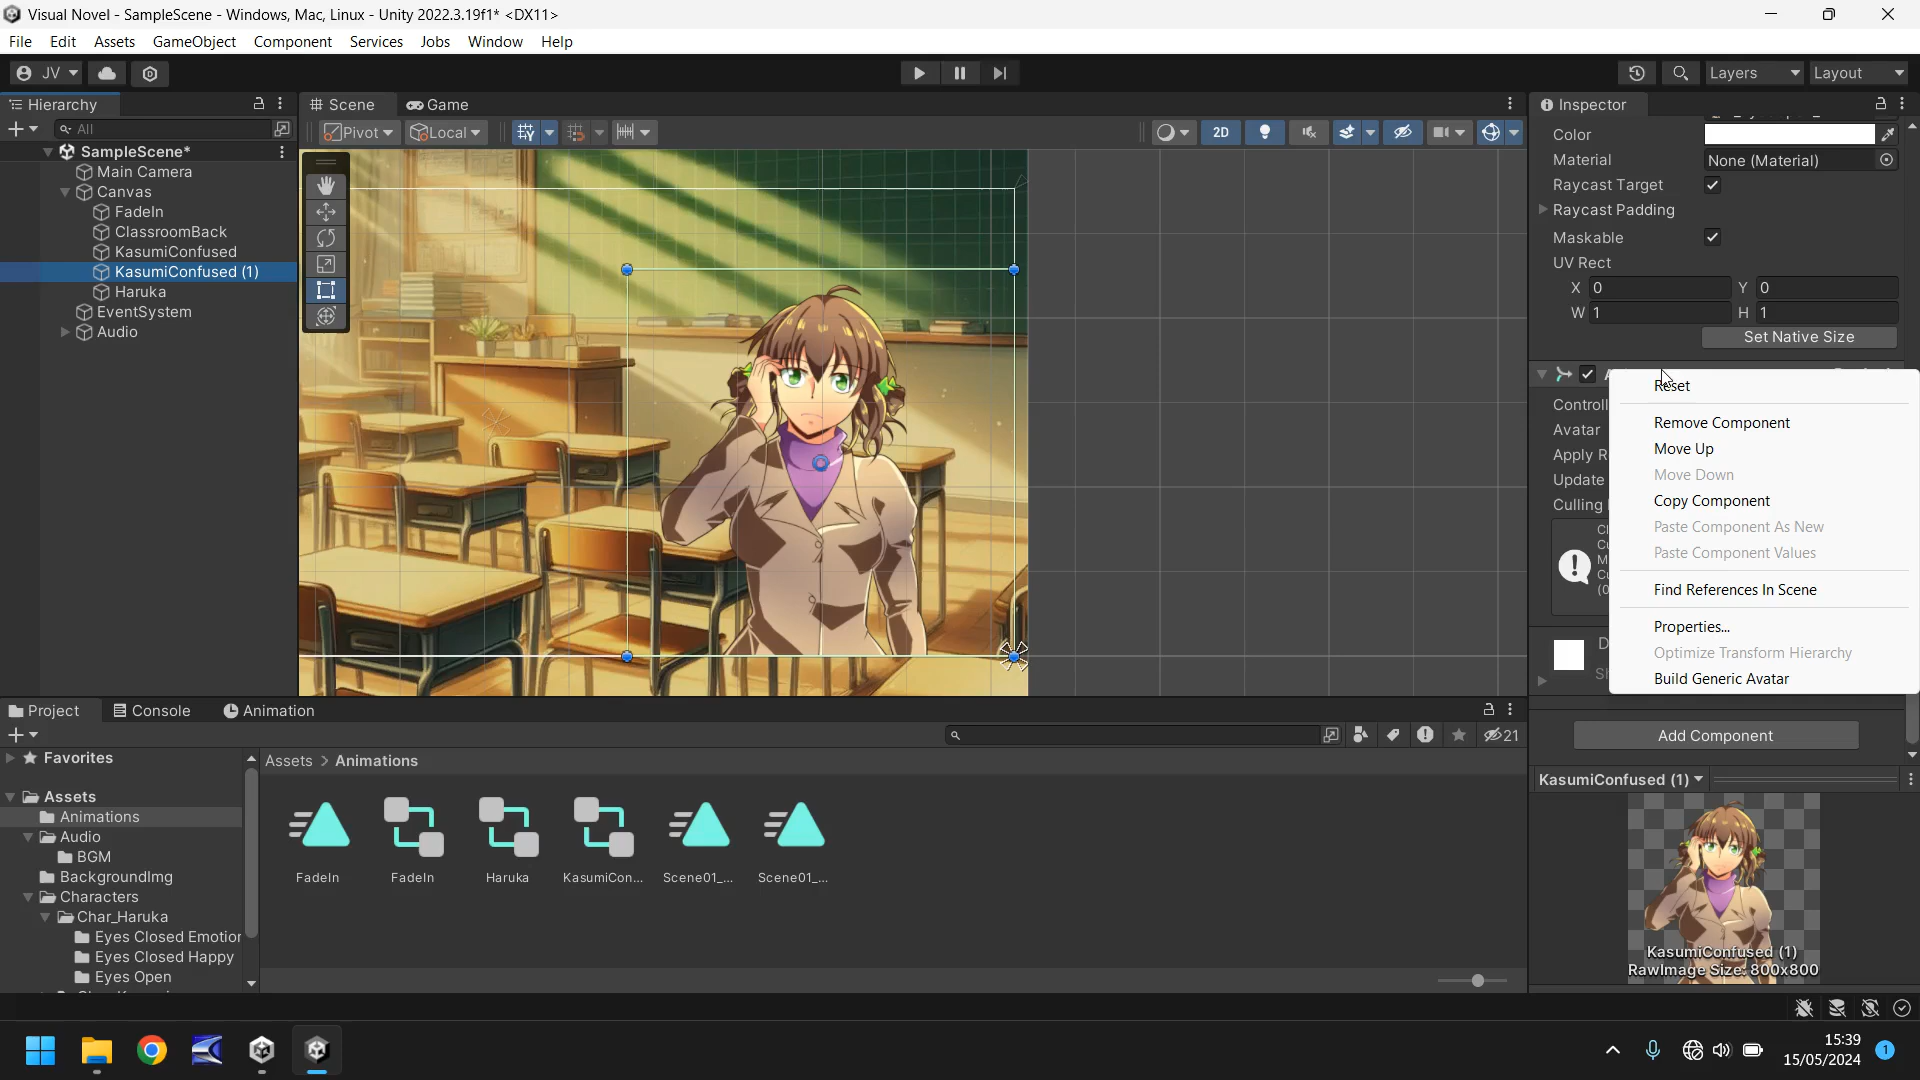 Visual Novel - SampleScene - Windows, Mac, Linux - Unity 2022.3.19f1* <DX11>
File Edit Assets GameObject Component Services Jobs Window Help
JV Layers Layout
Hierarchy
All
SampleScene*
Main Camera
Canvas
FadeIn
ClassroomBack
KasumiConfused
KasumiConfused (1)
Haruka
EventSystem
Audio
Scene Game
Pivot Local 2D
Inspector
Color
Material None (Material)
Raycast Target
Raycast Padding
Maskable
UV Rect
X 0 Y 0
W 1 H 1
Set Native Size
Controll
Avatar
Apply R
Update
Culling
Reset
Remove Component
Move Up
Move Down
Copy Component
Paste Component As New
Paste Component Values
Find References In Scene
Properties...
Optimize Transform Hierarchy
Build Generic Avatar
Add Component
KasumiConfused (1)
KasumiConfused (1)
RawImage Size: 800x800
Project Console Animation
21
Favorites
Assets
Animations
Audio
BGM
BackgroundImg
Characters
Char_Haruka
Eyes Closed Emotion
Eyes Closed Happy
Eyes Open
Assets > Animations
FadeIn FadeIn Haruka KasumiCon... Scene01_... Scene01_...
15:39
15/05/2024
1